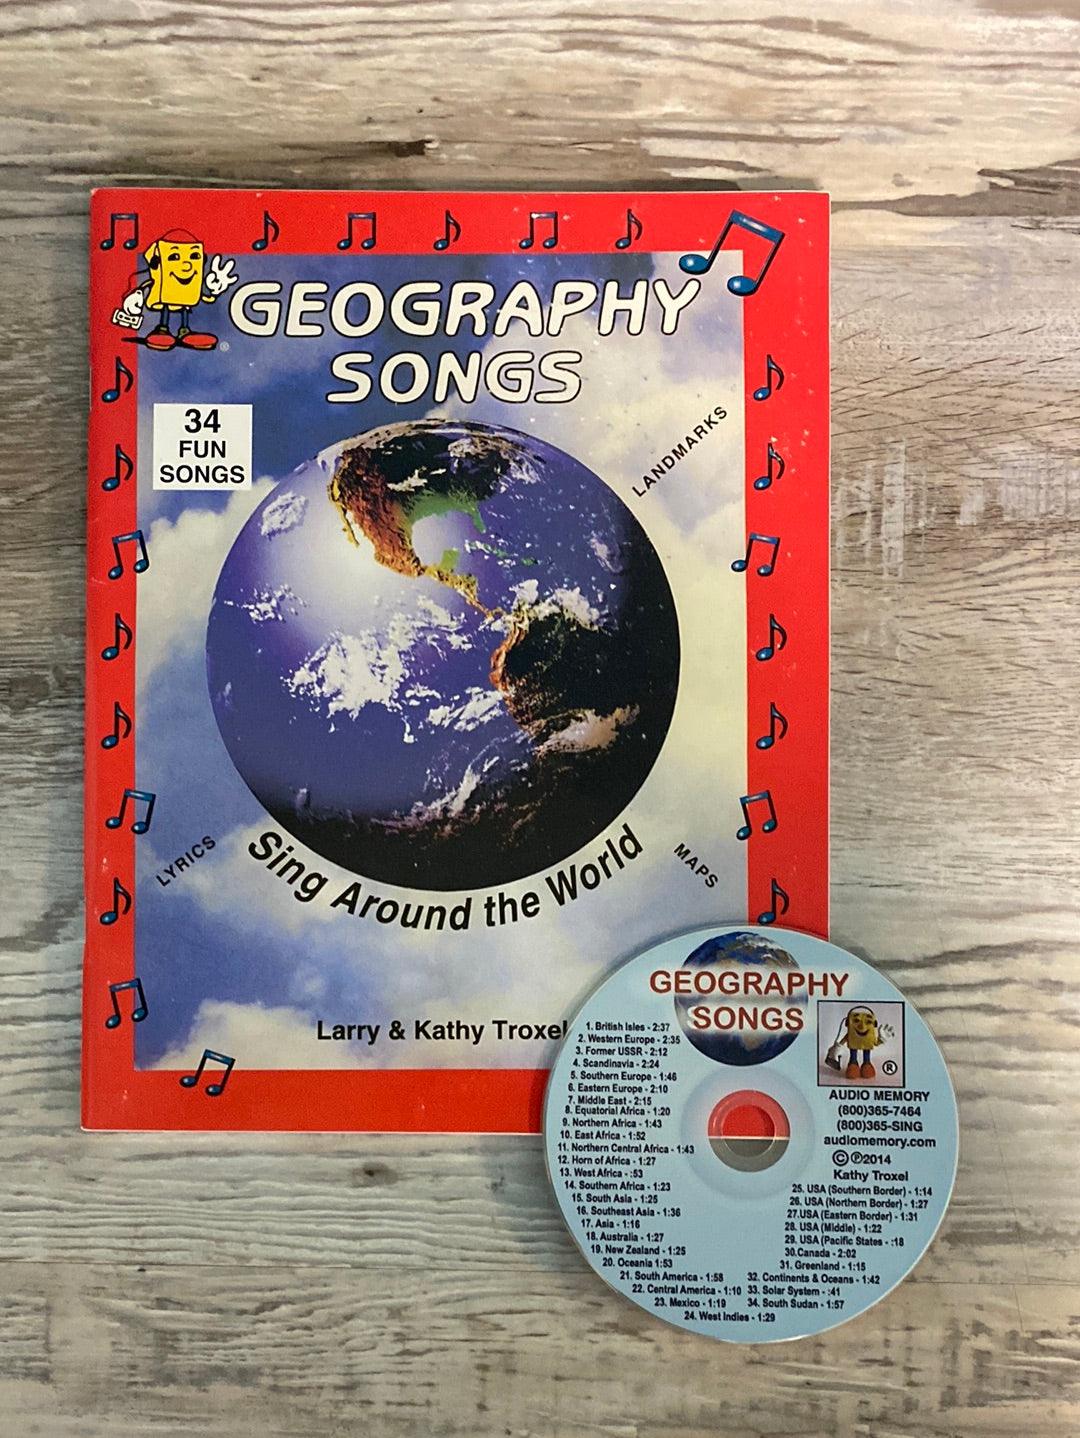 GEOGRAPHY
SONGS
34
FUN
SONGS
LANDMARKS
LYRICS
Sing Around the World
MAPS
Larry & Kathy Troxel
®
GEOGRAPHY
SONGS
1. British Isles - 2:37
2. Western Europe - 2:35
3. Former USSR - 2:12
4. Scandinavia - 2:24
5. Southern Europe - 1:46
6. Eastern Europe - 2:10
7. Middle East - 2:15
8. Equatorial Africa - 1:20
9. Northern Africa - 1:43
10. East Africa - 1:52
11. Northern Central Africa - 1:43
12. Horn of Africa - 1:27
13. West Africa - :53
14. Southern Africa - 1:23
15. South Asia - 1:25
16. Southeast Asia - 1:36
17. Asia - 1:16
18. Australia - 1:27
19. New Zealand - 1:25
20. Oceania 1:53
21. South America - 1:58
22. Central America - 1:10
23. Mexico - 1:19
24. West Indies - 1:29
®
AUDIO MEMORY
(800)365-7464
(800)365-SING
audiomemory.com
©℗2014
Kathy Troxel
25. USA (Southern Border) - 1:14
26. USA (Northern Border) - 1:27
27.USA (Eastern Border) - 1:31
28. USA (Middle) - 1:22
29. USA (Pacific States - :18
30.Canada - 2:02
31. Greenland - 1:15
32. Continents & Oceans - 1:42
33. Solar System - :41
34. South Sudan - 1:57